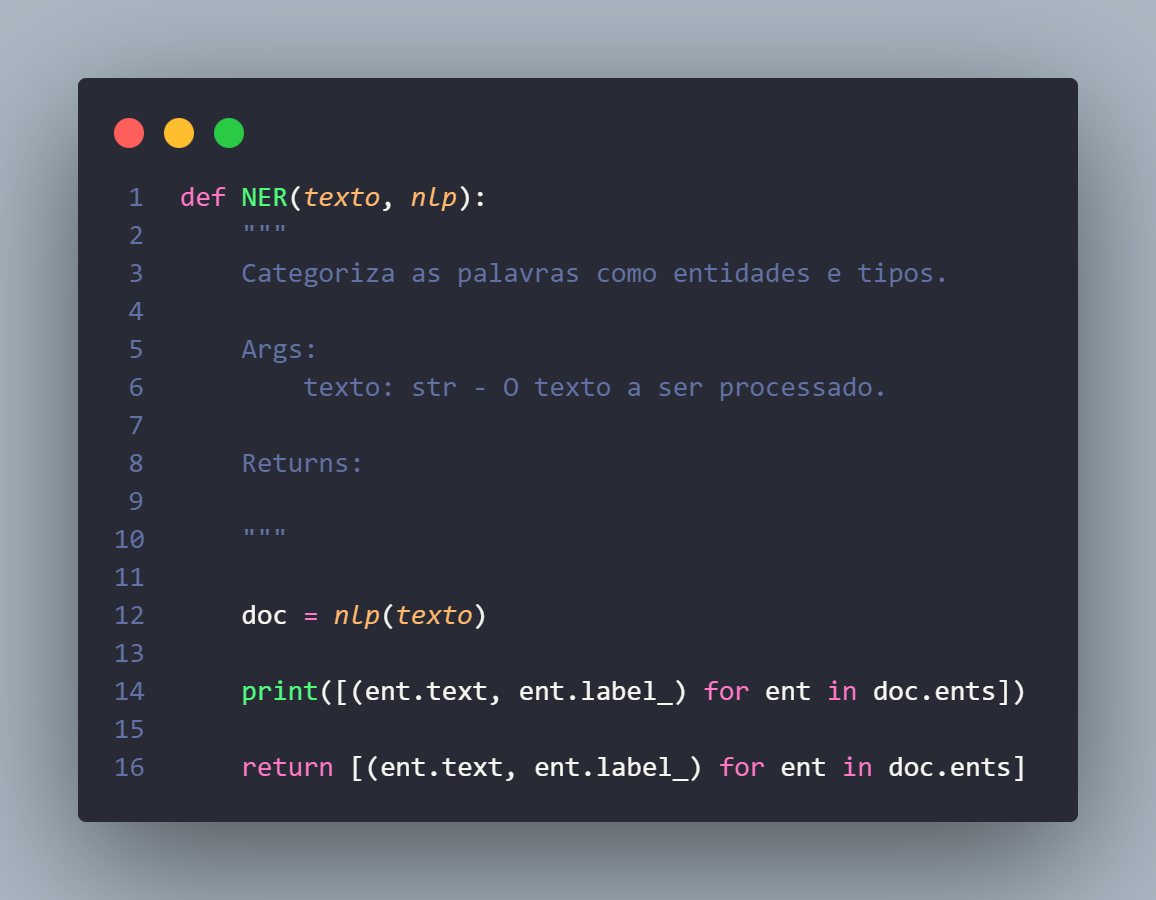 1 def NER(texto, nlp):
2     """
3     Categoriza as palavras como entidades e tipos.
4
5     Args:
6         texto: str - O texto a ser processado.
7
8     Returns:
9
10     """
11
12     doc = nlp(texto)
13
14     print([(ent.text, ent.label_) for ent in doc.ents])
15
16     return [(ent.text, ent.label_) for ent in doc.ents]